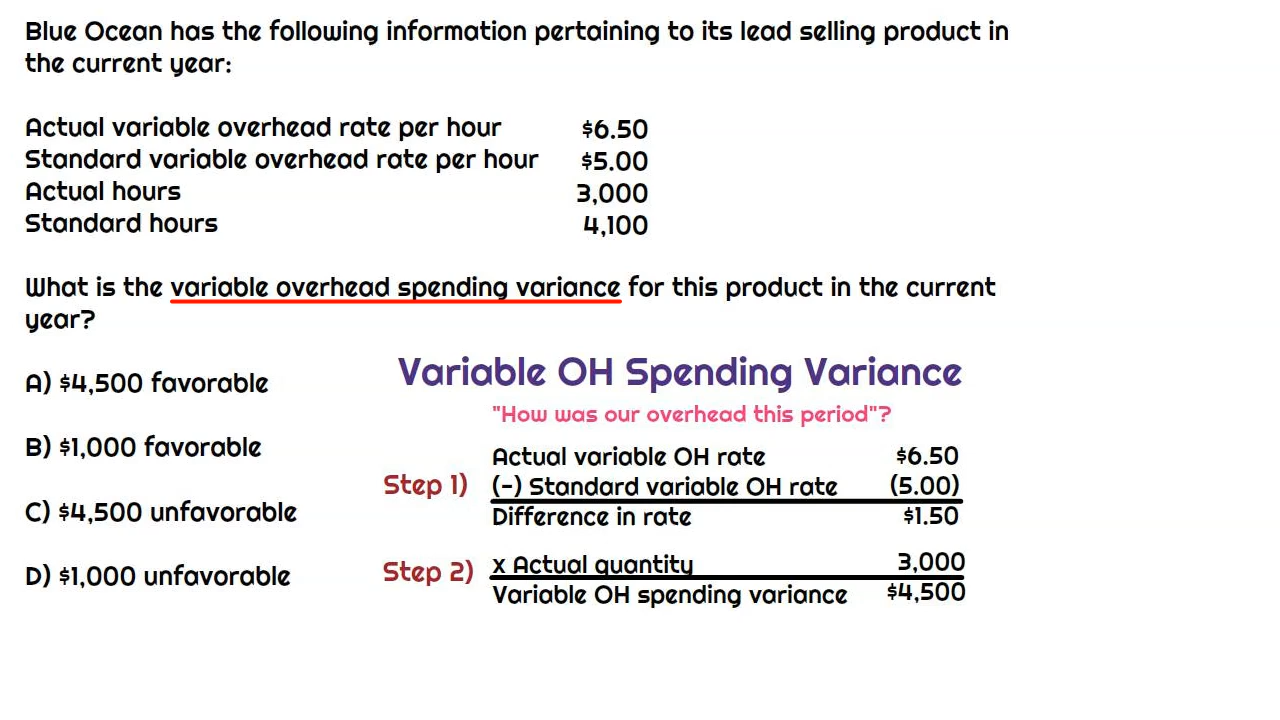 Blue Ocean has the following information pertaining to its lead selling product in
the current year:
Actual variable overhead rate per hour $6.50
Standard variable overhead rate per hour $5.00
Actual hours 3,000
Standard hours 4,100
What is the variable overhead spending variance for this product in the current
year?
A) $4,500 favorable
B) $1,000 favorable
C) $4,500 unfavorable
D) $1,000 unfavorable
Variable OH Spending Variance
"How was our overhead this period"?
Actual variable OH rate $6.50
Step 1) (-) Standard variable OH rate (5.00)
Difference in rate $1.50
Step 2) x Actual quantity 3,000
Variable OH spending variance $4,500